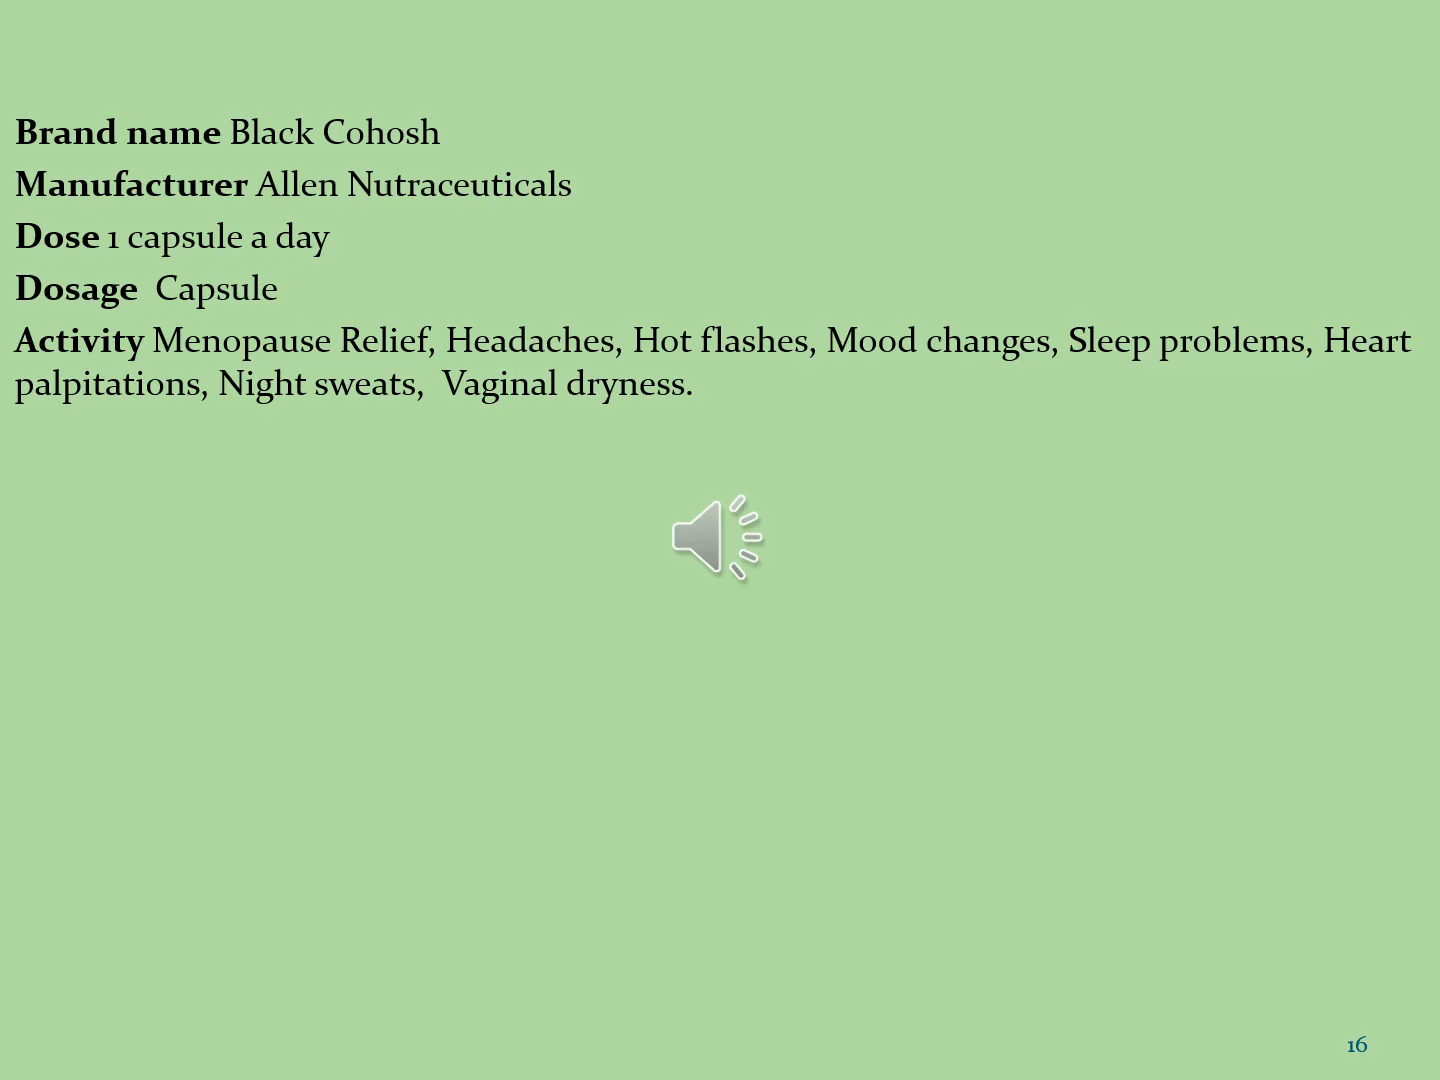 Brand name Black Cohosh
Manufacturer Allen Nutraceuticals
Dose 1 capsule a day
Dosage  Capsule
Activity Menopause Relief, Headaches, Hot flashes, Mood changes, Sleep problems, Heart
palpitations, Night sweats,  Vaginal dryness.
16